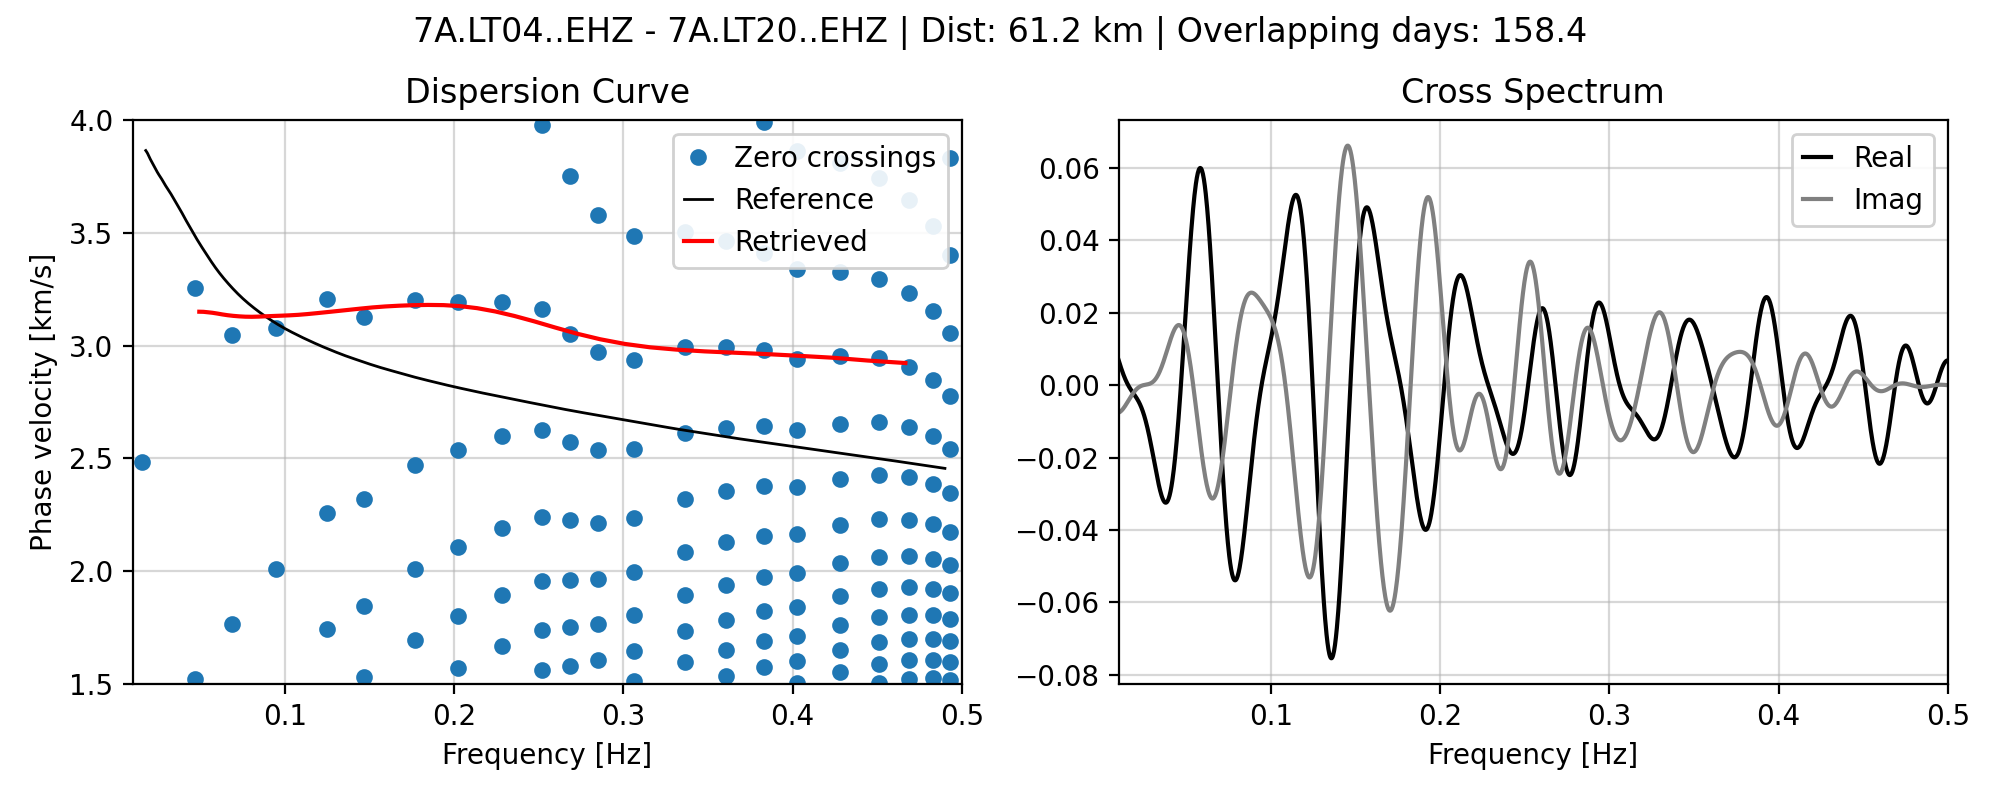 7A.LT04..EHZ - 7A.LT20..EHZ | Dist: 61.2 km | Overlapping days: 158.4
Dispersion Curve
4.0
3.5
3.0
2.5
2.0
1.5
Phase velocity [km/s]
0.1
0.2
0.3
0.4
0.5
Frequency [Hz]
Zero crossings
Reference
Retrieved
Cross Spectrum
0.06
0.04
0.02
0.00
−0.02
−0.04
−0.06
−0.08
0.1
0.2
0.3
0.4
0.5
Frequency [Hz]
Real
Imag